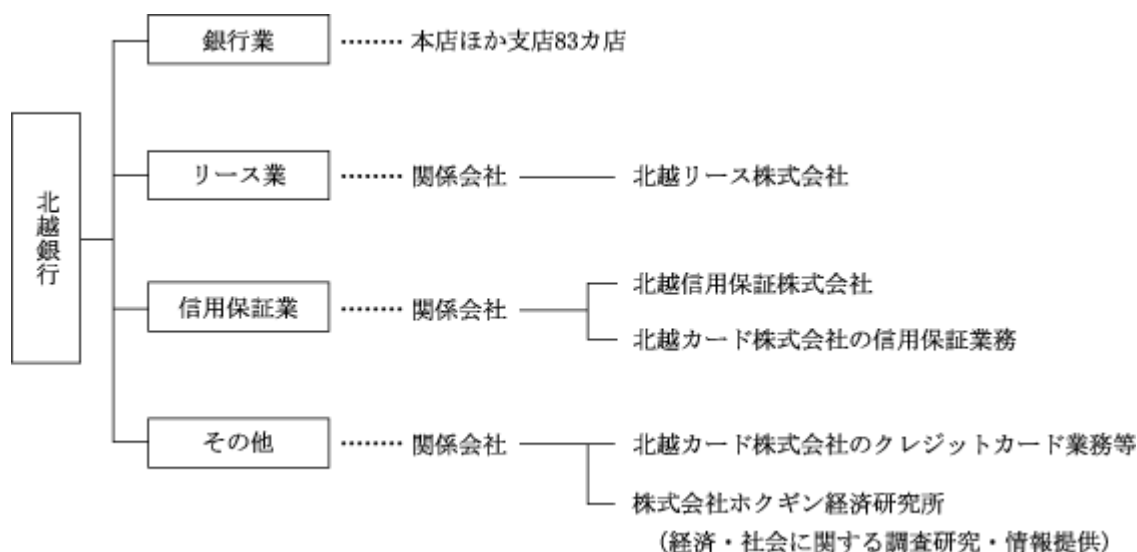 北越銀行
銀行業 ‥‥‥‥ 本店ほか支店83カ店
リース業 ‥‥‥‥ 関係会社 北越リース株式会社
信用保証業 ‥‥‥‥ 関係会社 北越信用保証株式会社
北越カード株式会社の信用保証業務
その他 ‥‥‥‥ 関係会社 北越カード株式会社のクレジットカード業務等
株式会社ホクギン経済研究所
(経済・社会に関する調査研究・情報提供)